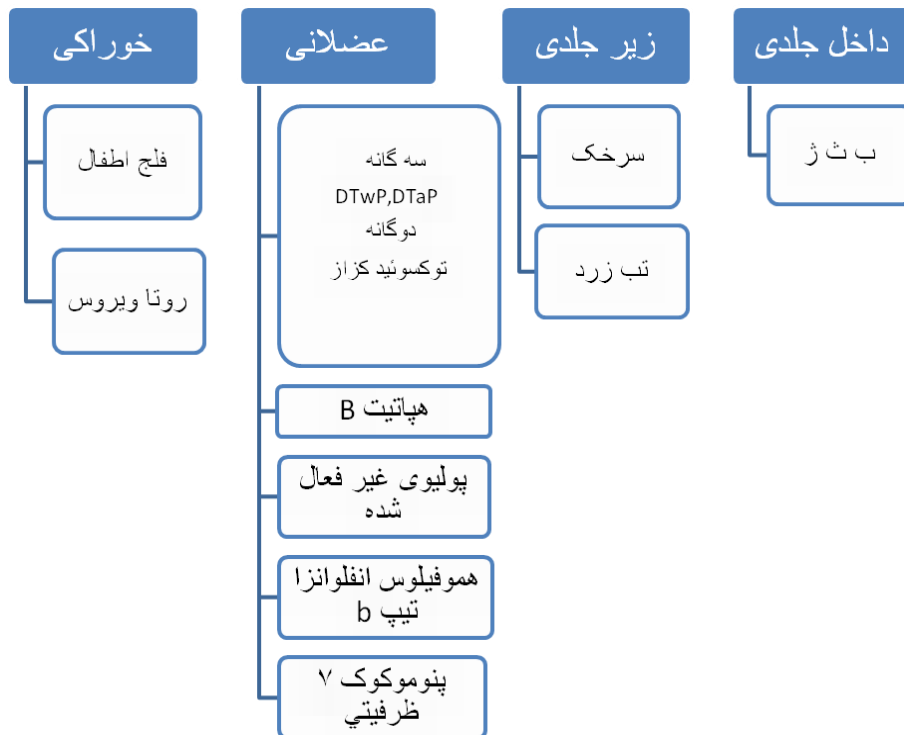 داخل جلدی
ب ث ژ
زیر جلدی
سرخک
تب زرد
عضلانی
سه گانه
DTwP,DTaP
دوگانه
توکسوئید کزاز
هپاتیت B
پولیوی غیر فعال
شده
هموفیلوس انفلوانزا
تیپ b
پنوموکوک ۷
ظرفیتي
خوراکی
فلج اطفال
روتا ویروس